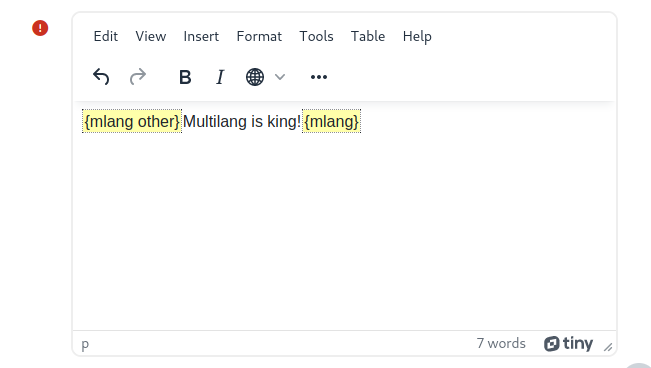 Edit View Insert Format Tools Table Help
B I
{mlang other}Multilang is king!{mlang}
p 7 words tiny